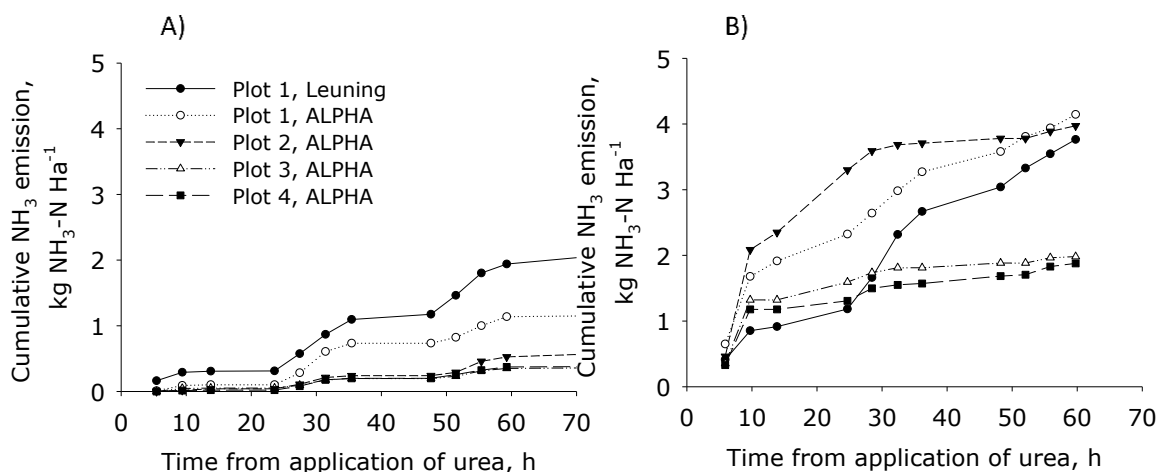 A)
Cumulative NH₃ emission,
kg NH₃-N Ha⁻¹
5
4
3
2
1
0
Plot 1, Leuning
Plot 1, ALPHA
Plot 2, ALPHA
Plot 3, ALPHA
Plot 4, ALPHA
0 10 20 30 40 50 60 70
Time from application of urea, h
B)
Cumulative NH₃ emission,
kg NH₃-N Ha⁻¹
5
4
3
2
1
0
0 10 20 30 40 50 60 70
Time from application of urea, h